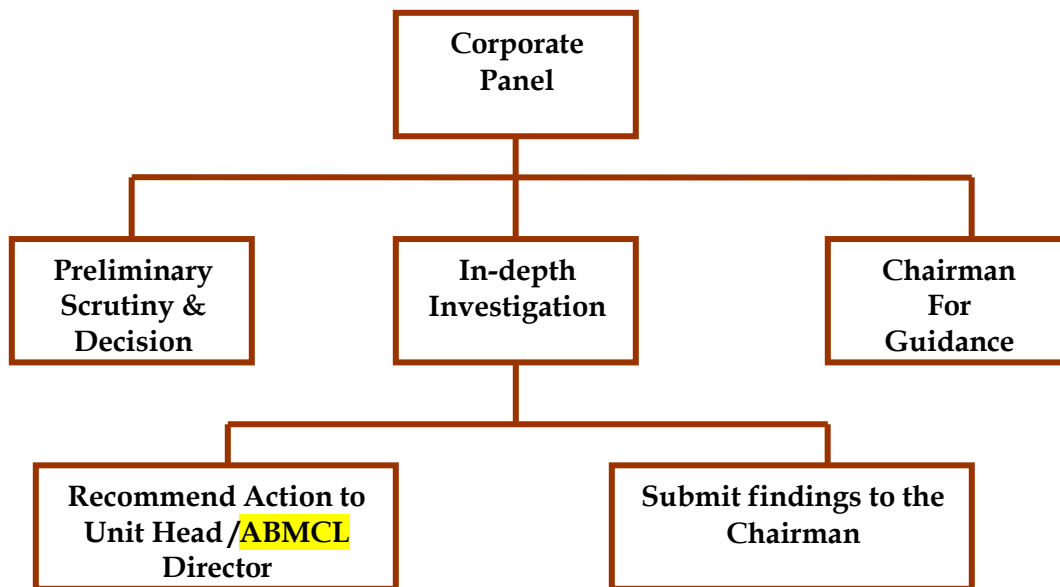 Corporate
Panel
Preliminary
Scrutiny &
Decision
In-depth
Investigation
Chairman
For
Guidance
Recommend Action to
Unit Head/ABMCL
Director
Submit findings to the
Chairman